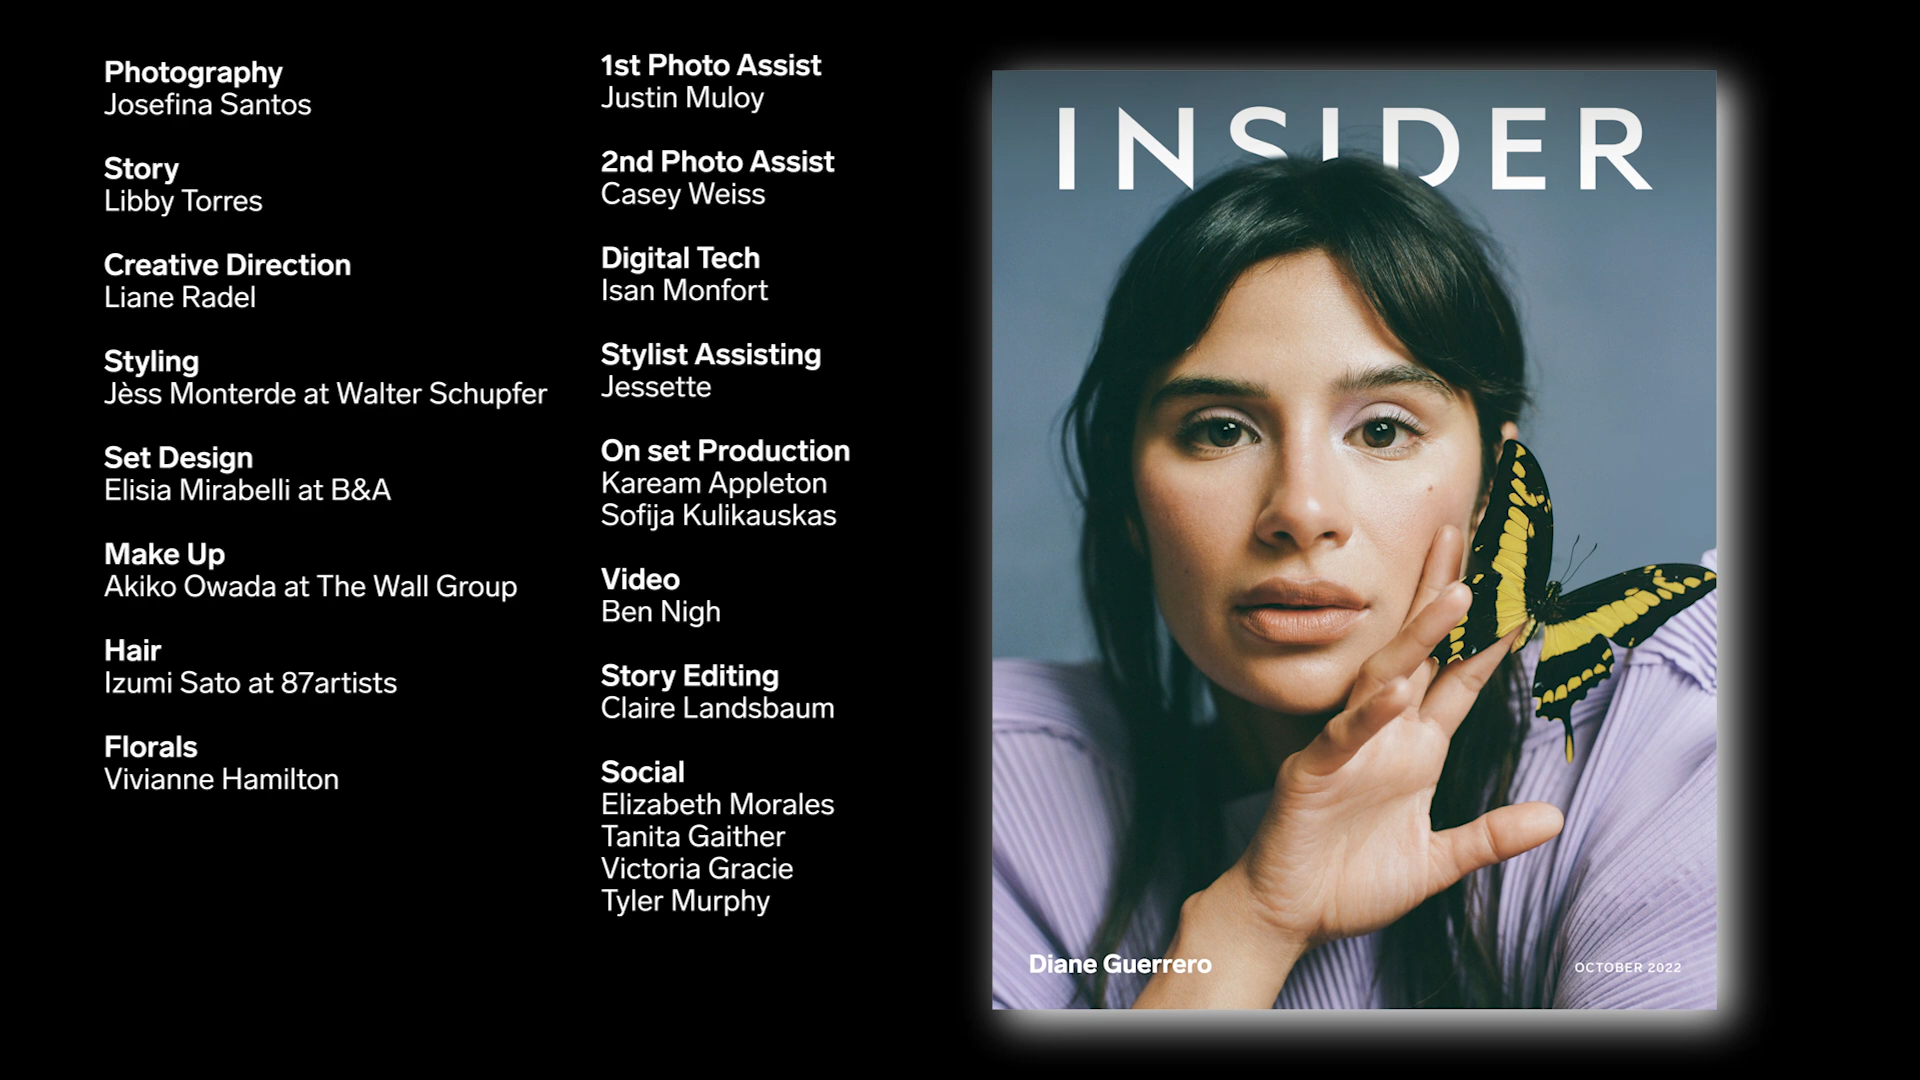 Photography
Josefina Santos
Story
Libby Torres
Creative Direction
Liane Radel
Styling
Jèss Monterde at Walter Schupfer
Set Design
Elisia Mirabelli at B&A
Make Up
Akiko Owada at The Wall Group
Hair
Izumi Sato at 87artists
Florals
Vivianne Hamilton
1st Photo Assist
Justin Muloy
2nd Photo Assist
Casey Weiss
Digital Tech
Isan Monfort
Stylist Assisting
Jessette
On set Production
Kaream Appleton
Sofija Kulikauskas
Video
Ben Nigh
Story Editing
Claire Landsbaum
Social
Elizabeth Morales
Tanita Gaither
Victoria Gracie
Tyler Murphy
INSIDER
Diane Guerrero
OCTOBER 2022